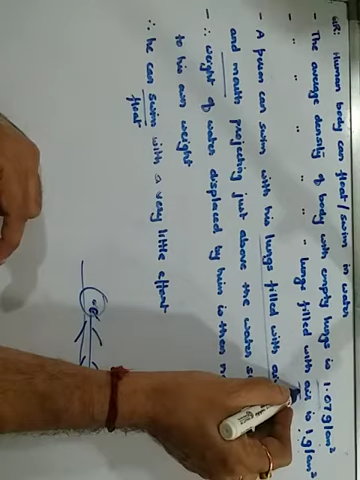 GR: Human body can float/swim in water
- The average density of body with empty lungs is 1.07g/cm³
- " " " " - lungs filled with air is 1g/cm³
- A person can swim with his lungs filled with
and mouth projecting just above the water
- ∴ weight of water displaced by him is then
to his own weight
∴ he can swim with a very little effort
float